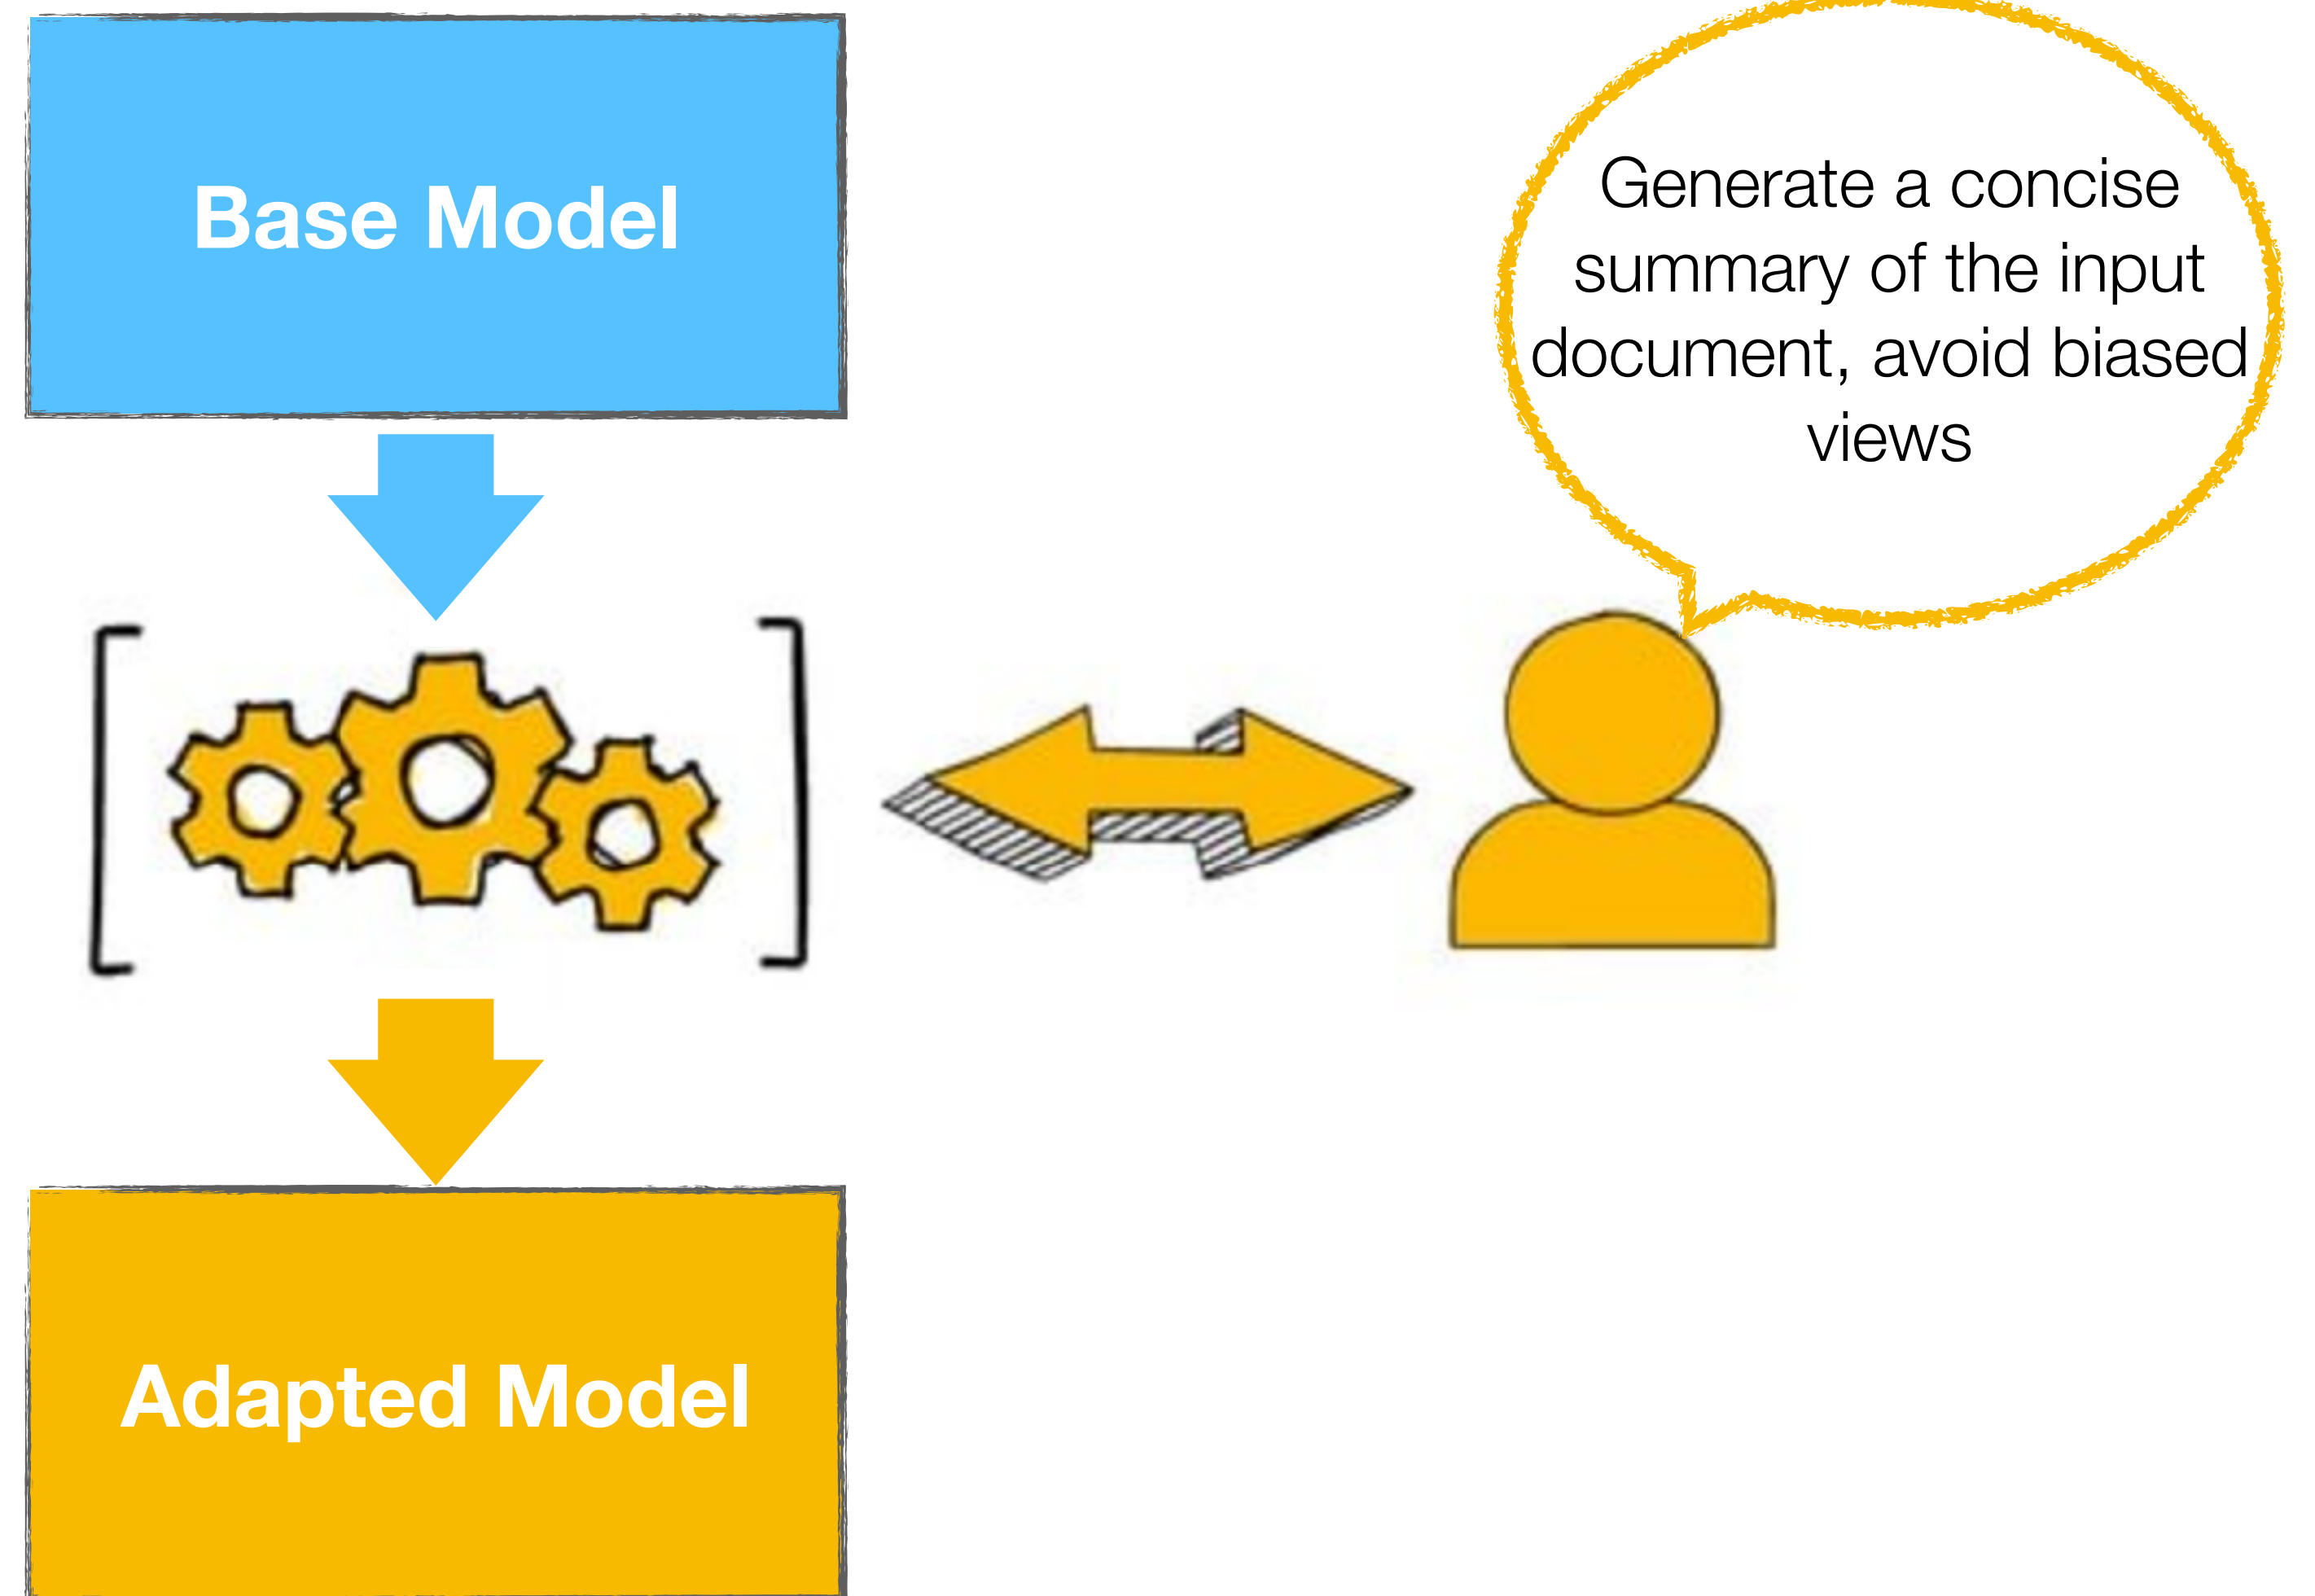 Base Model
Generate a concise
summary of the input
document, avoid biased
views
Adapted Model